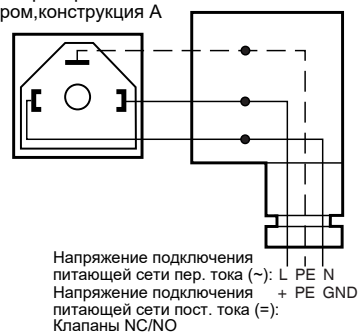 ром,конструкция A
Напряжение подключения
питающей сети пер. тока (~): L PE N
Напряжение подключения + PE GND
питающей сети пост. тока (=):
Клапаны NC/NO